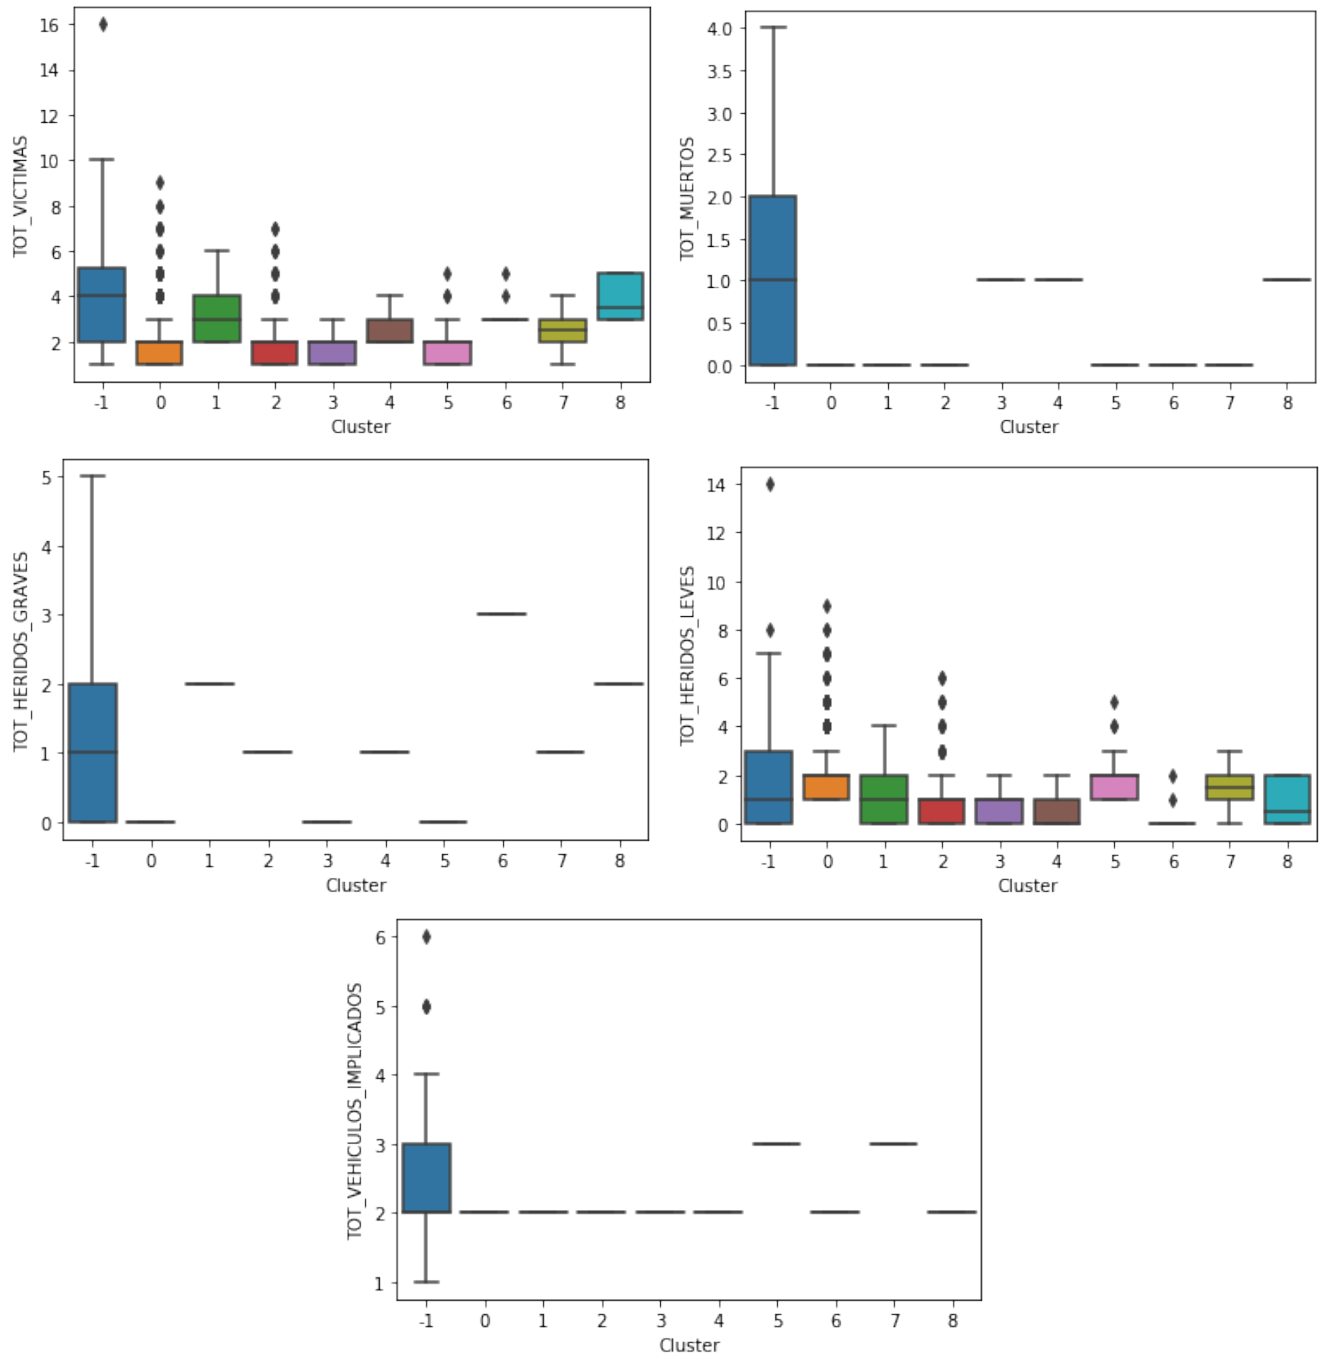 TOT_VICTIMAS
16
14
12
10
8
6
4
2
-1 0 1 2 3 4 5 6 7 8
Cluster
TOT_MUERTOS
4.0
3.5
3.0
2.5
2.0
1.5
1.0
0.5
0.0
-1 0 1 2 3 4 5 6 7 8
Cluster
TOT_HERIDOS_GRAVES
5
4
3
2
1
0
-1 0 1 2 3 4 5 6 7 8
Cluster
TOT_HERIDOS_LEVES
14
12
10
8
6
4
2
0
-1 0 1 2 3 4 5 6 7 8
Cluster
TOT_VEHICULOS_IMPLICADOS
6
5
4
3
2
1
-1 0 1 2 3 4 5 6 7 8
Cluster